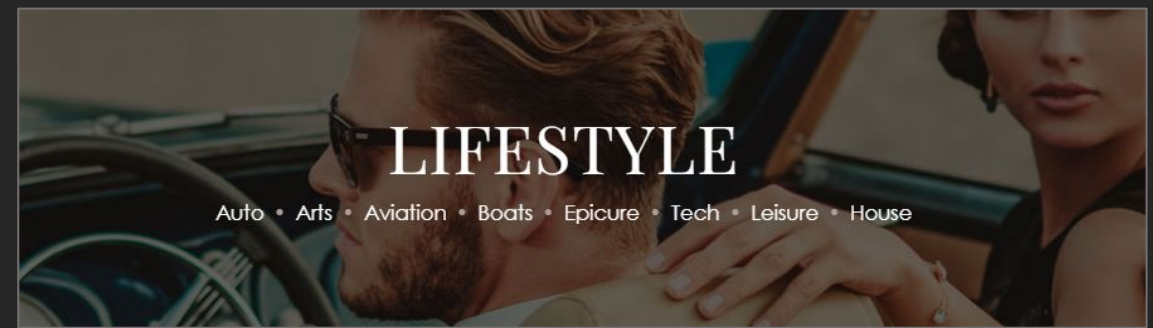 LIFESTYLE
Auto • Arts • Aviation • Boats • Epicure • Tech • Leisure • House